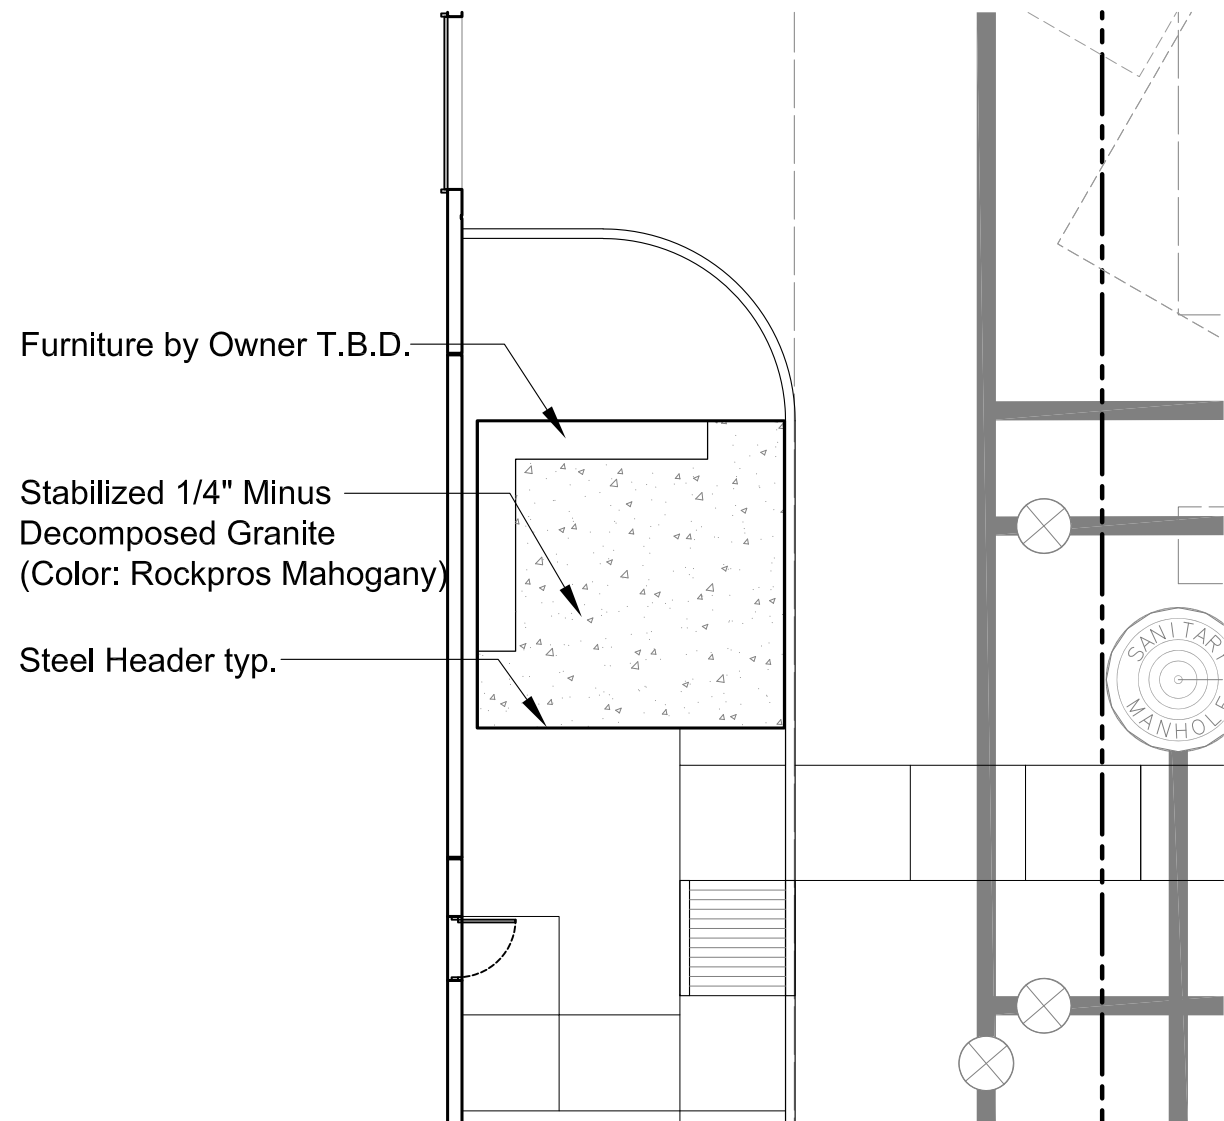 Furniture by Owner T.B.D.
Stabilized 1/4" Minus
Decomposed Granite
(Color: Rockpros Mahogany)
Steel Header typ.
SANITARY
MANHOLE